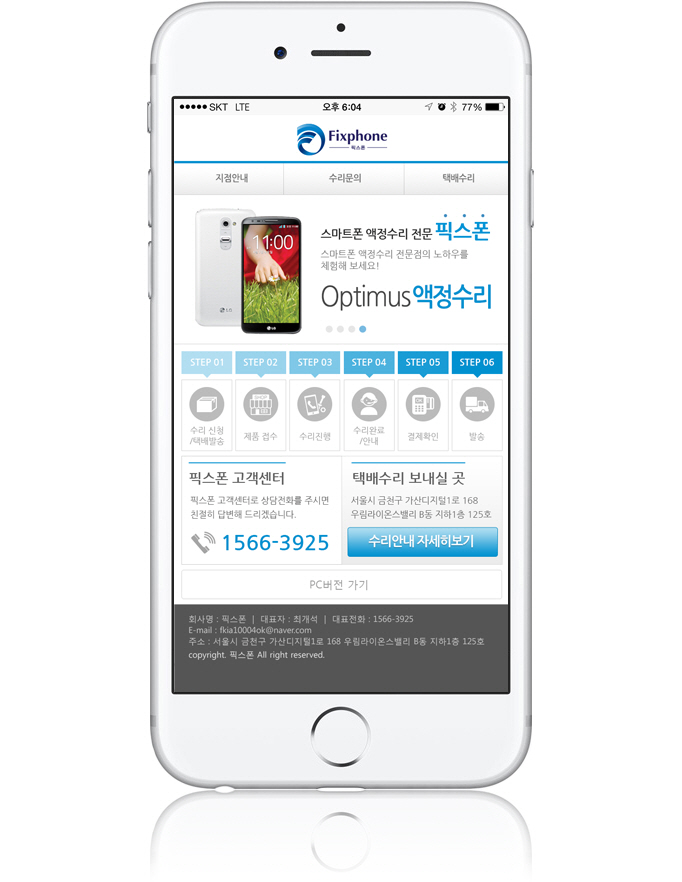 SKT LTE 오후 6:04 77%
Fixphone
픽스폰
지점안내 수리문의 택배수리
스마트폰 액정수리 전문 픽스폰
스마트폰 액정수리 전문점의 노하우를
체험해 보세요!
Optimus액정수리
11:00
LG
LG
STEP 01 STEP 02 STEP 03 STEP 04 STEP 05 STEP 06
SHOP
수리 신청
/택배발송
제품 접수
수리진행
수리완료
/안내
결제확인
발송
픽스폰 고객센터
픽스폰 고객센터로 상담전화를 주시면
친절히 답변해 드리겠습니다.
1566-3925
택배수리 보내실 곳
서울시 금천구 가산디지털1로 168
우림라이온스밸리 B동 지하1층 125호
수리안내 자세히보기
PC버전 가기
회사명 : 픽스폰 | 대표자 : 최개석 | 대표전화 : 1566-3925
E-mail : fkia10004ok@naver.com
주소 : 서울시 금천구 가산디지털1로 168 우림라이온스밸리 B동 지하1층 125호
copyright. 픽스폰 All right reserved.